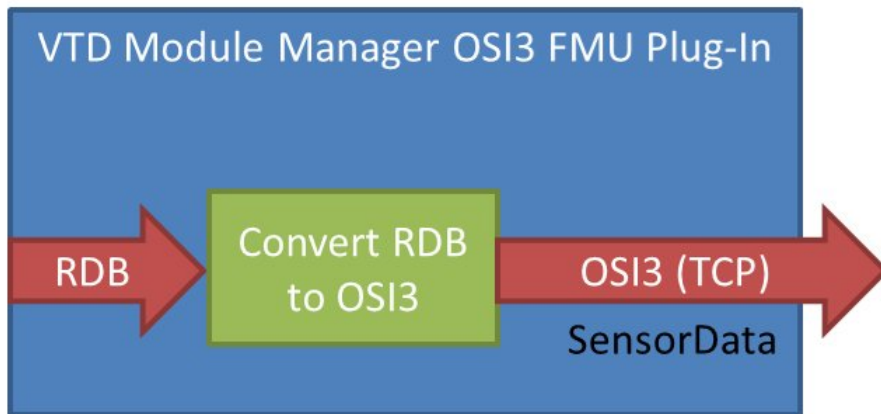 VTD Module Manager OSI3 FMU Plug-In
RDB
Convert RDB
to OSI3
OSI3 (TCP)
SensorData